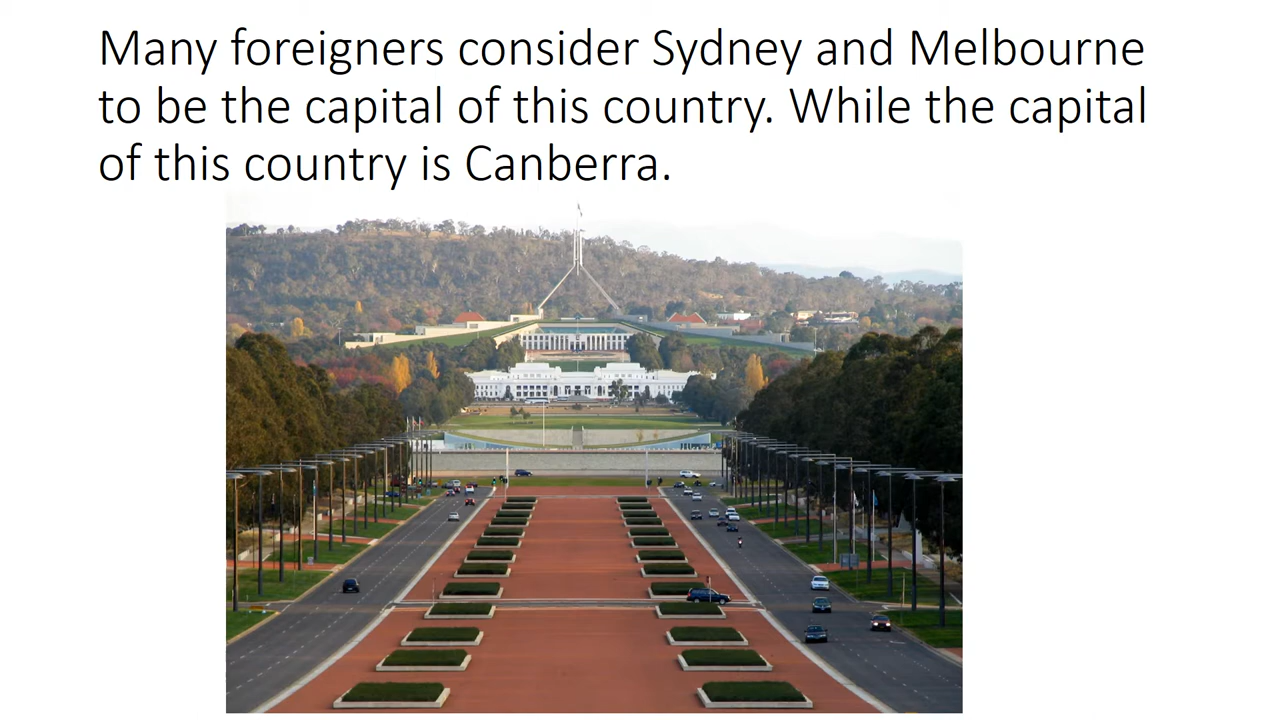 Many foreigners consider Sydney and Melbourne
to be the capital of this country. While the capital
of this country is Canberra.